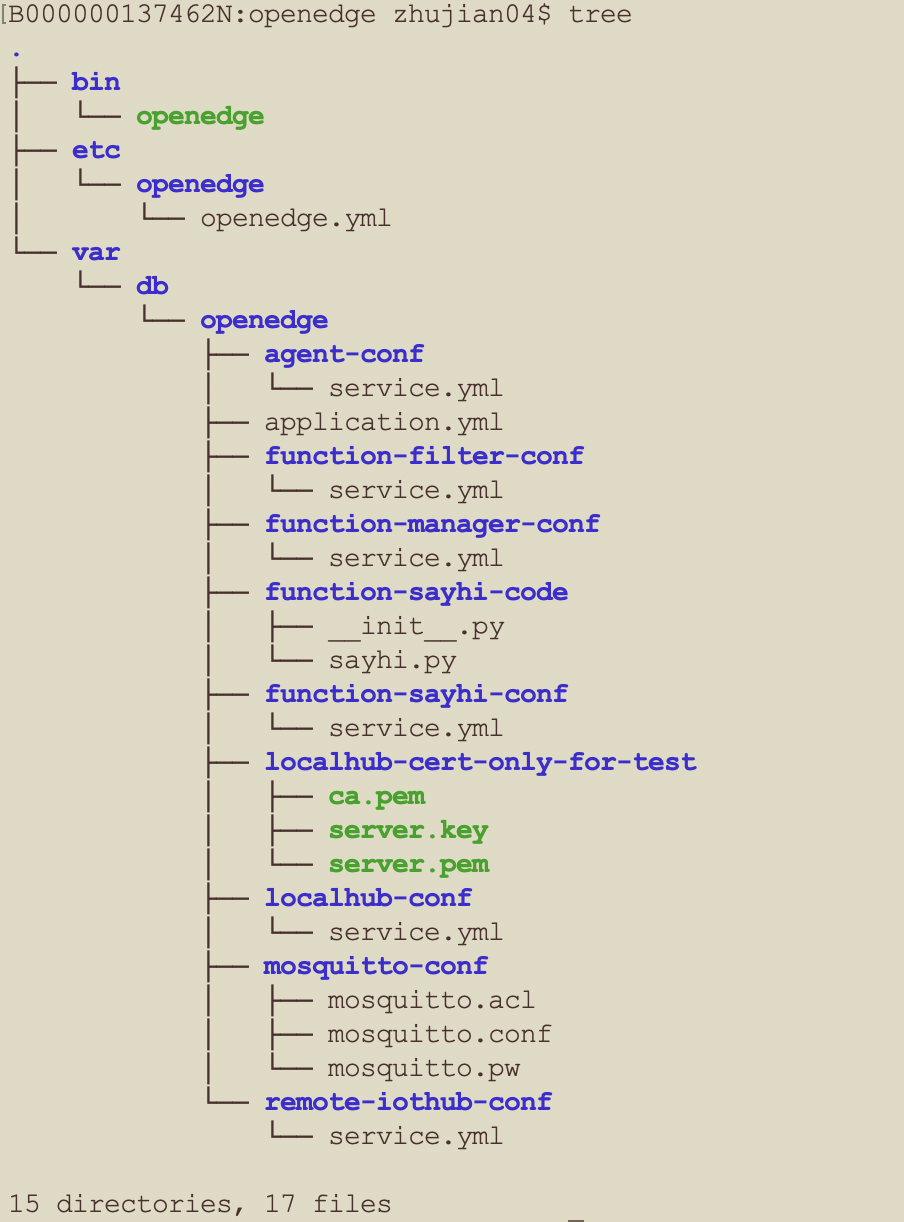 [B000000137462N:openedge zhujian04$ tree
.
├── bin
│   └── openedge
├── etc
│   └── openedge
│       └── openedge.yml
└── var
    └── db
        └── openedge
            ├── agent-conf
            │   └── service.yml
            ├── application.yml
            ├── function-filter-conf
            │   └── service.yml
            ├── function-manager-conf
            │   └── service.yml
            ├── function-sayhi-code
            │   ├── __init__.py
            │   └── sayhi.py
            ├── function-sayhi-conf
            │   └── service.yml
            ├── localhub-cert-only-for-test
            │   ├── ca.pem
            │   ├── server.key
            │   └── server.pem
            ├── localhub-conf
            │   └── service.yml
            ├── mosquitto-conf
            │   ├── mosquitto.acl
            │   ├── mosquitto.conf
            │   └── mosquitto.pw
            └── remote-iothub-conf
                └── service.yml
15 directories, 17 files